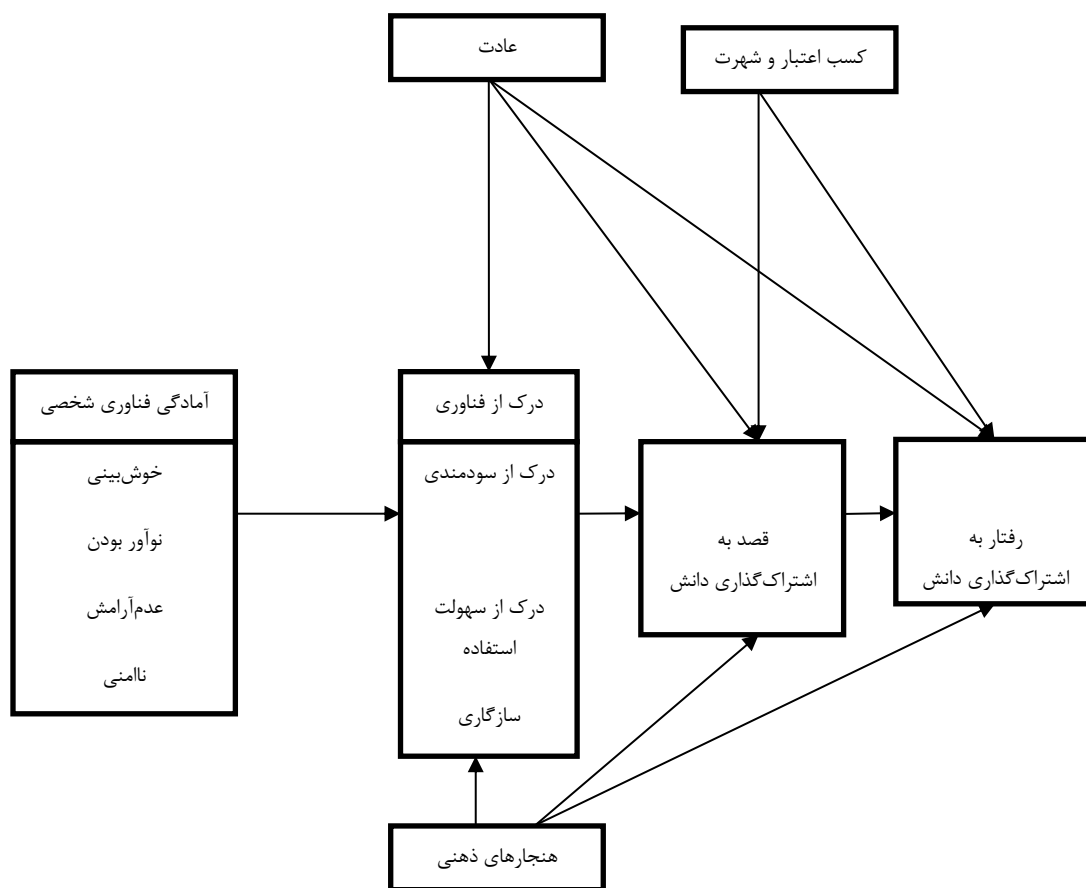 عادت
کسب اعتبار و شهرت
آمادگی فناوری شخصی
خوش‌بینی
نوآور بودن
عدم‌آرامش
ناامنی
درک از فناوری
درک از سودمندی
درک از سهولت
استفاده
سازگاری
قصد به
اشتراک‌گذاری دانش
رفتار به
اشتراک‌گذاری دانش
هنجارهای ذهنی